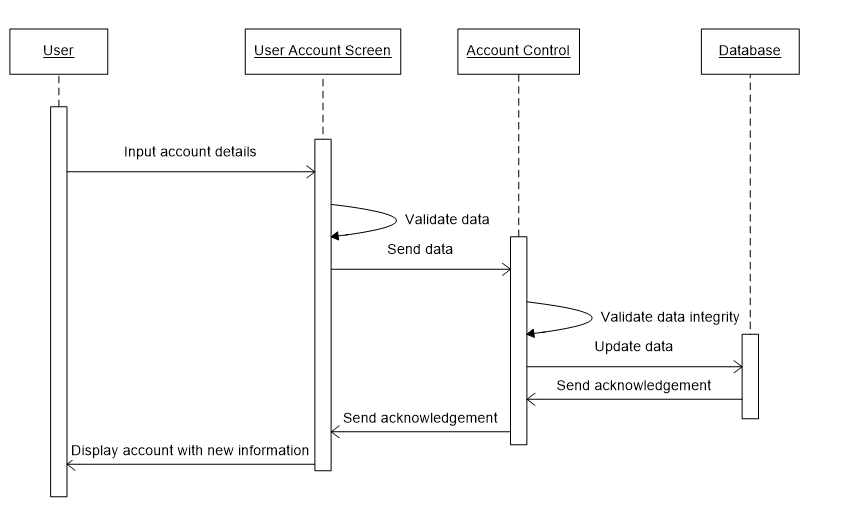 User
User Account Screen
Account Control
Database
Input account details
Validate data
Send data
Validate data integrity
Update data
Send acknowledgement
Send acknowledgement
Display account with new information